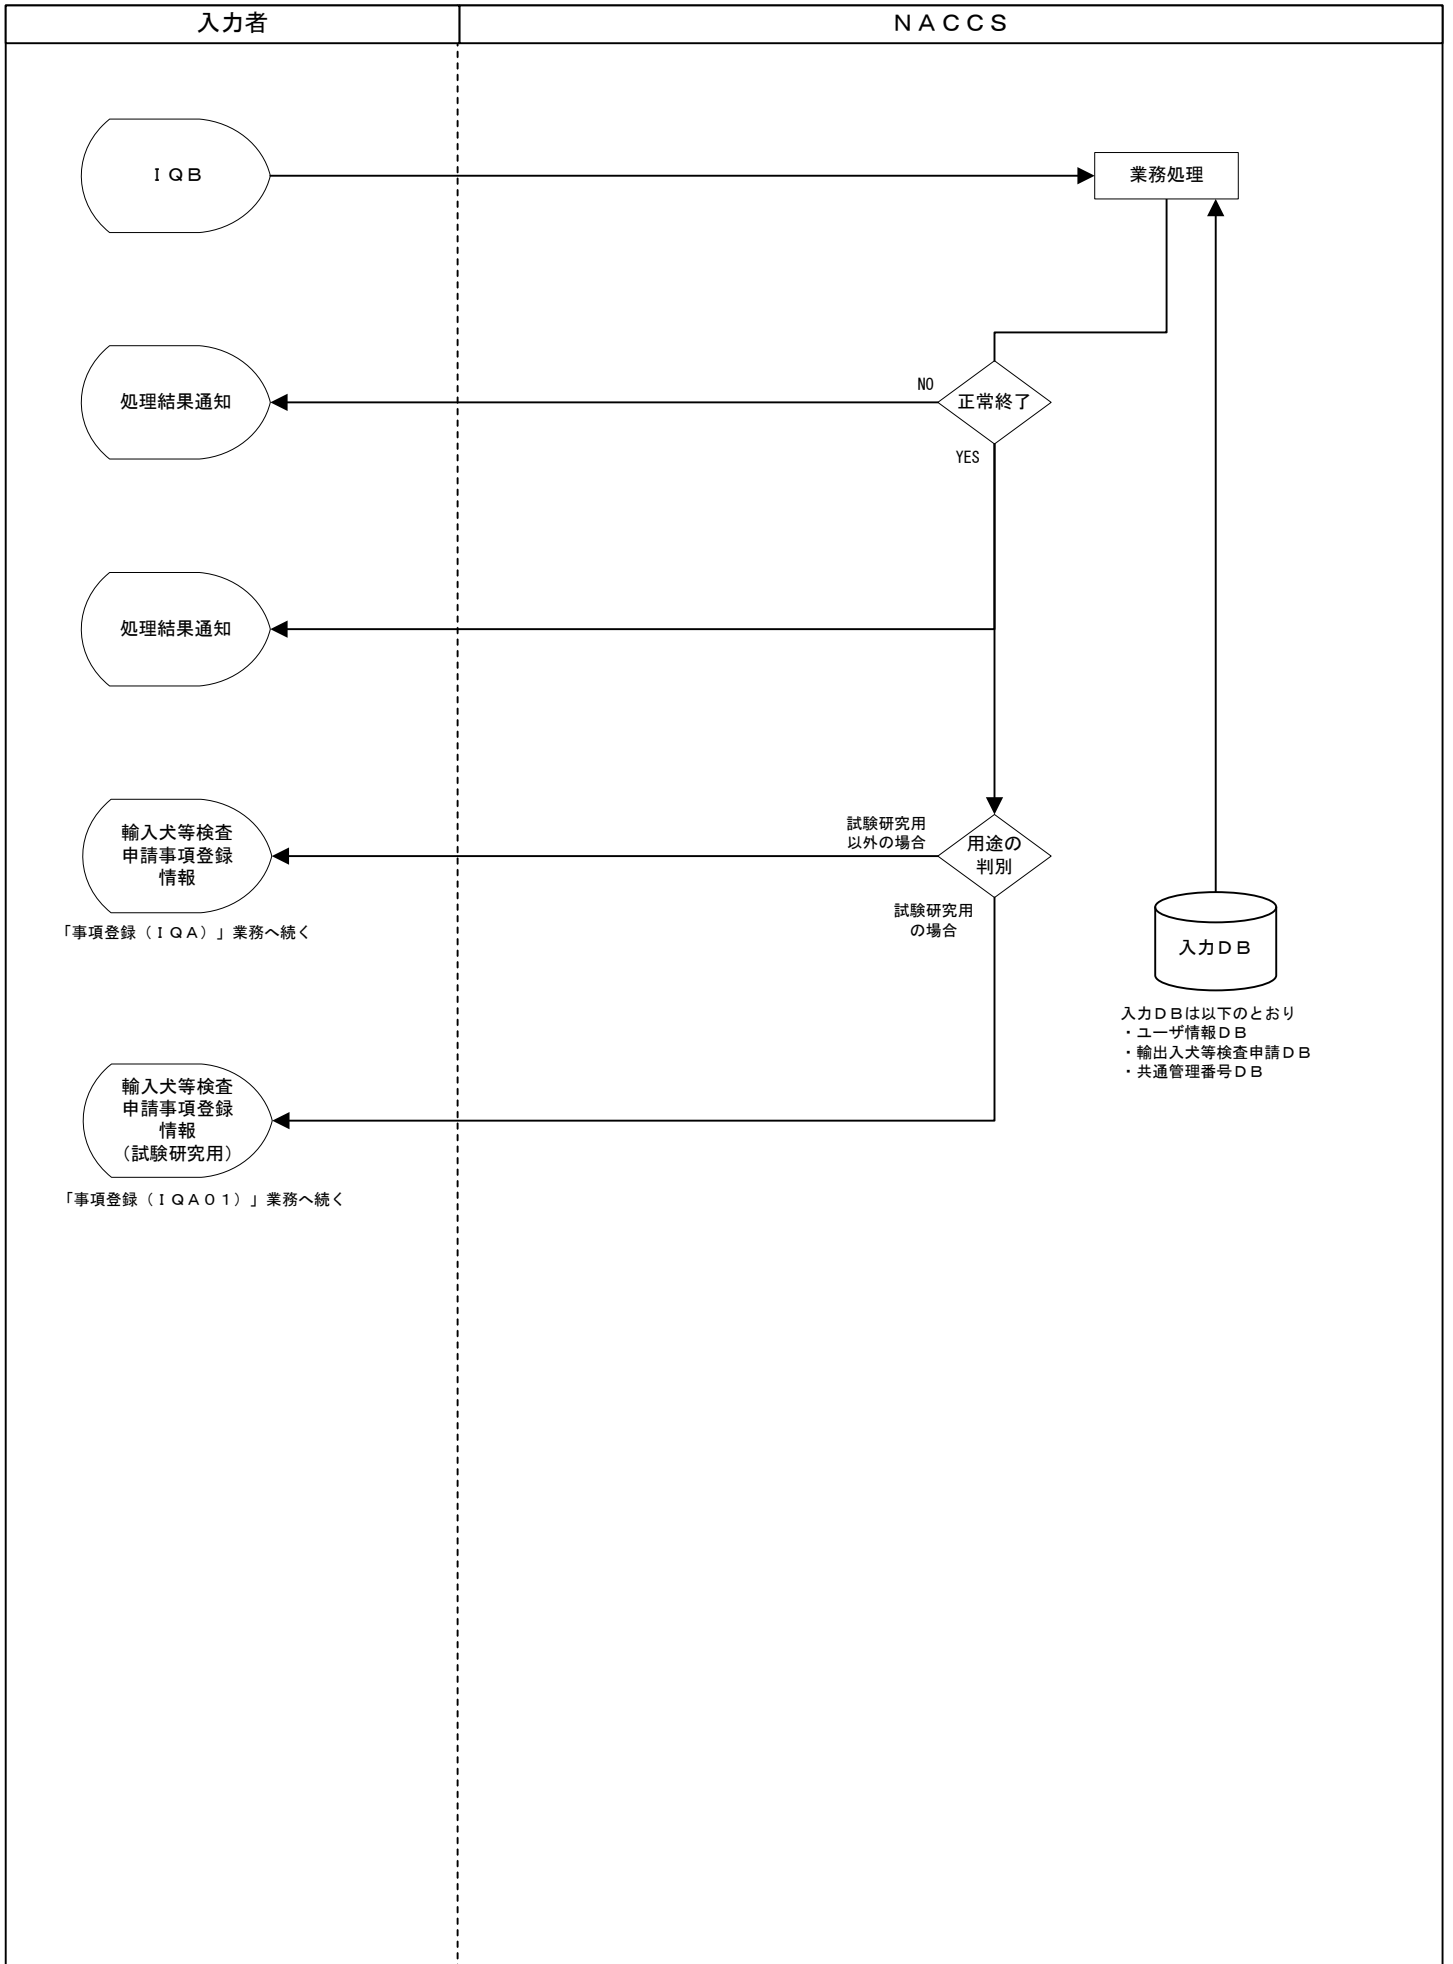 入力者
ＮＡＣＣＳ
ＩＱＢ
業務処理
処理結果通知
NO
正常終了
YES
処理結果通知
輸入犬等検査
申請事項登録
情報
試験研究用
以外の場合
用途の
判別
「事項登録（ＩＱＡ）」業務へ続く
試験研究用
の場合
入力ＤＢ
入力ＤＢは以下のとおり
・ユーザ情報ＤＢ
・輸出入犬等検査申請ＤＢ
・共通管理番号ＤＢ
輸入犬等検査
申請事項登録
情報
（試験研究用）
「事項登録（ＩＱＡ０１）」業務へ続く